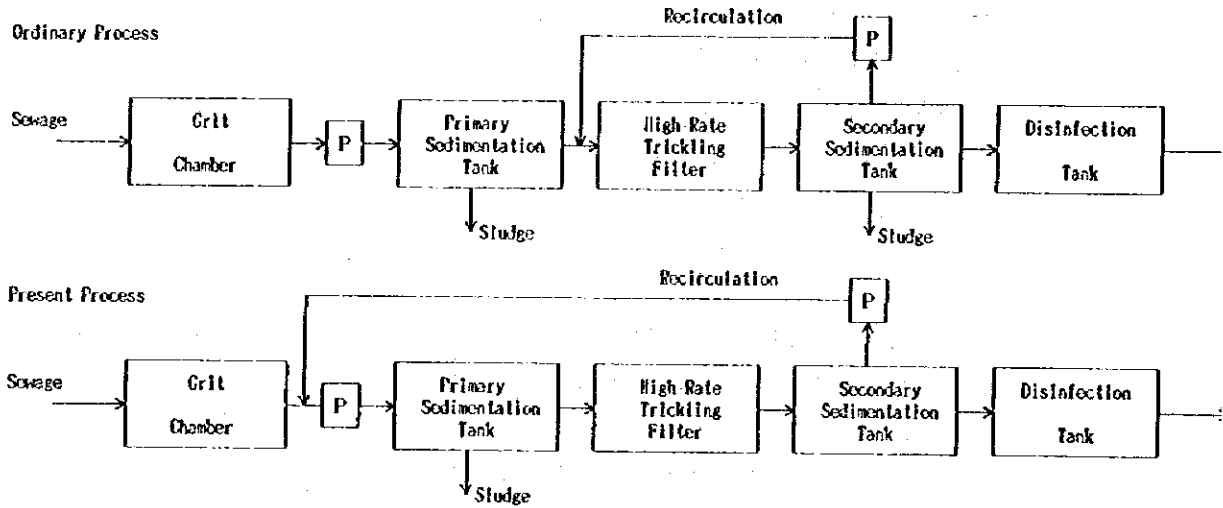 Recirculation
Ordinary Process
P
Sewage
Grit
Chamber
P
Primary
Sedimentation
Tank
High-Rate
Trickling
Filter
Secondary
Sedimentation
Tank
Disinfection
Tank
Sludge
Sludge
Recirculation
Present Process
P
Sewage
Grit
Chamber
P
Primary
Sedimentation
Tank
High-Rate
Trickling
Filter
Secondary
Sedimentation
Tank
Disinfection
Tank
Sludge